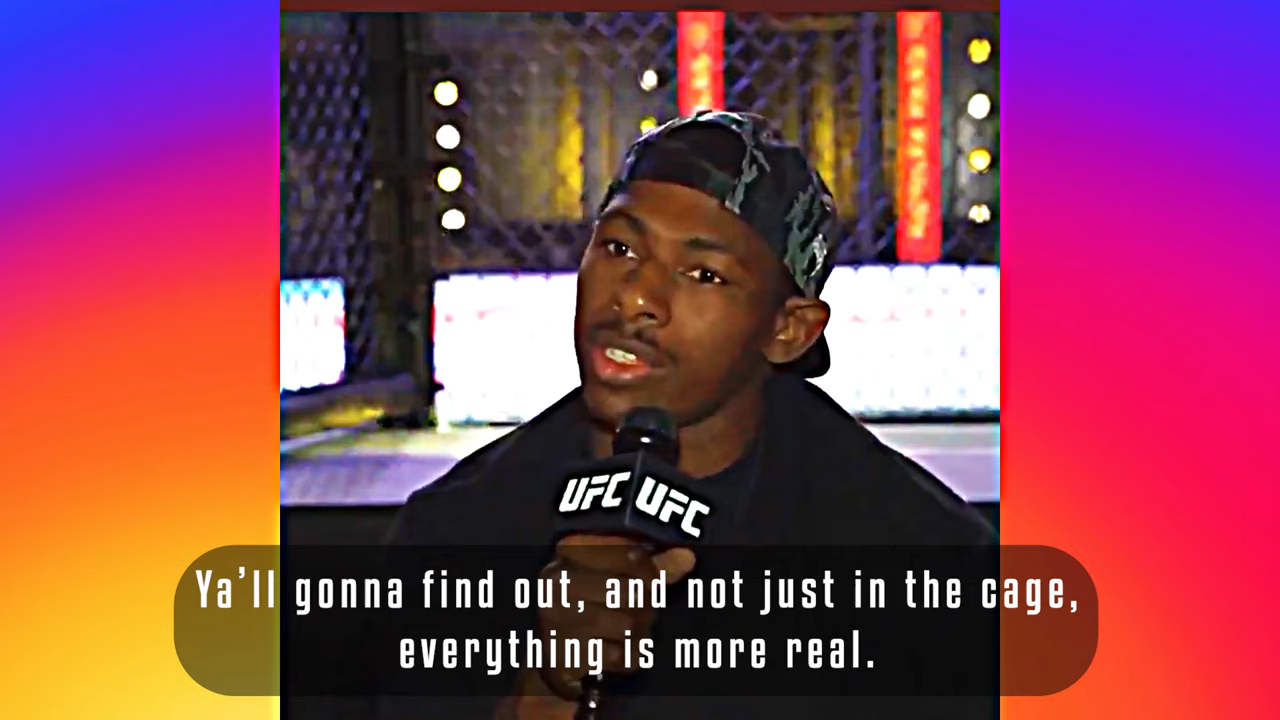 UFC UFC
Ya'll gonna find out, and not just in the cage,
everything is more real.